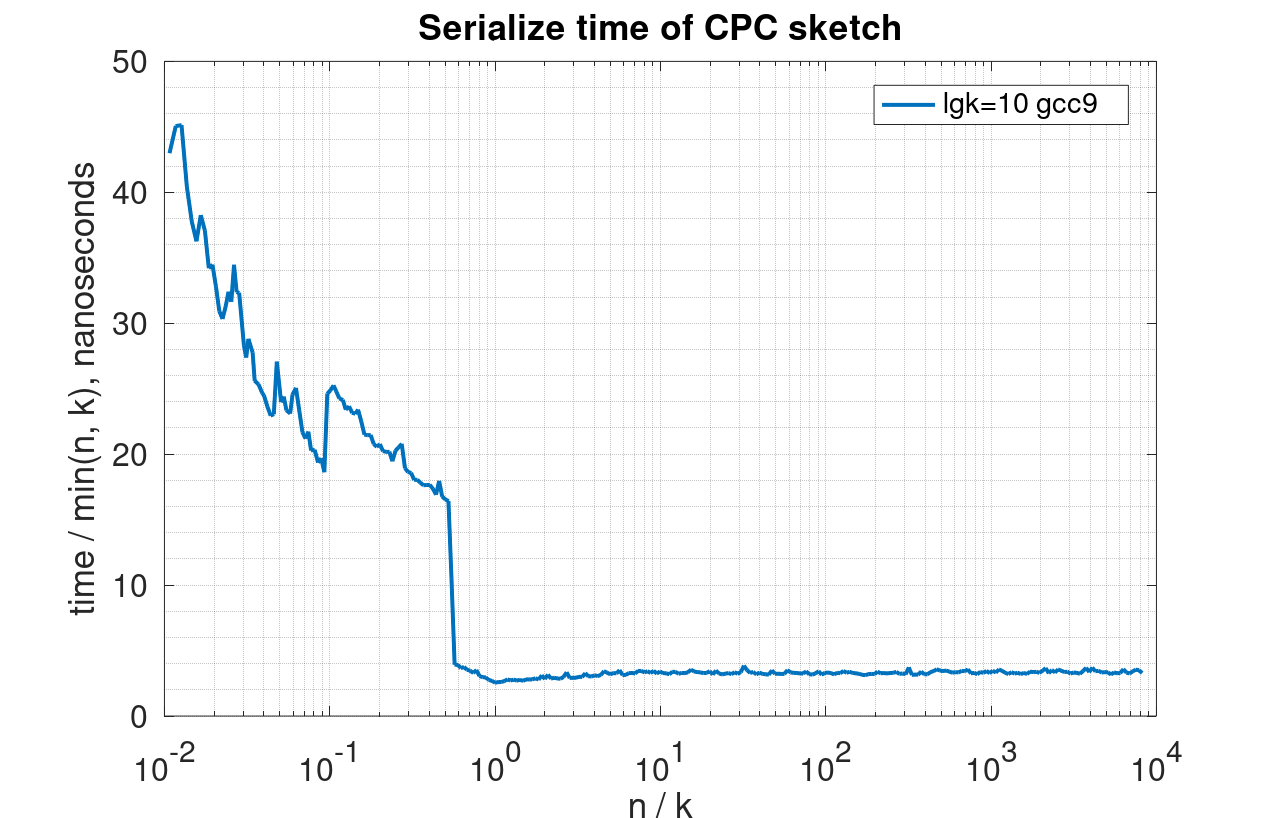 Serialize time of CPC sketch
lgk=10 gcc9
time / min(n, k), nanoseconds
50
40
30
20
10
0
10^-2 10^-1 10^0 10^1 10^2 10^3 10^4
n / k